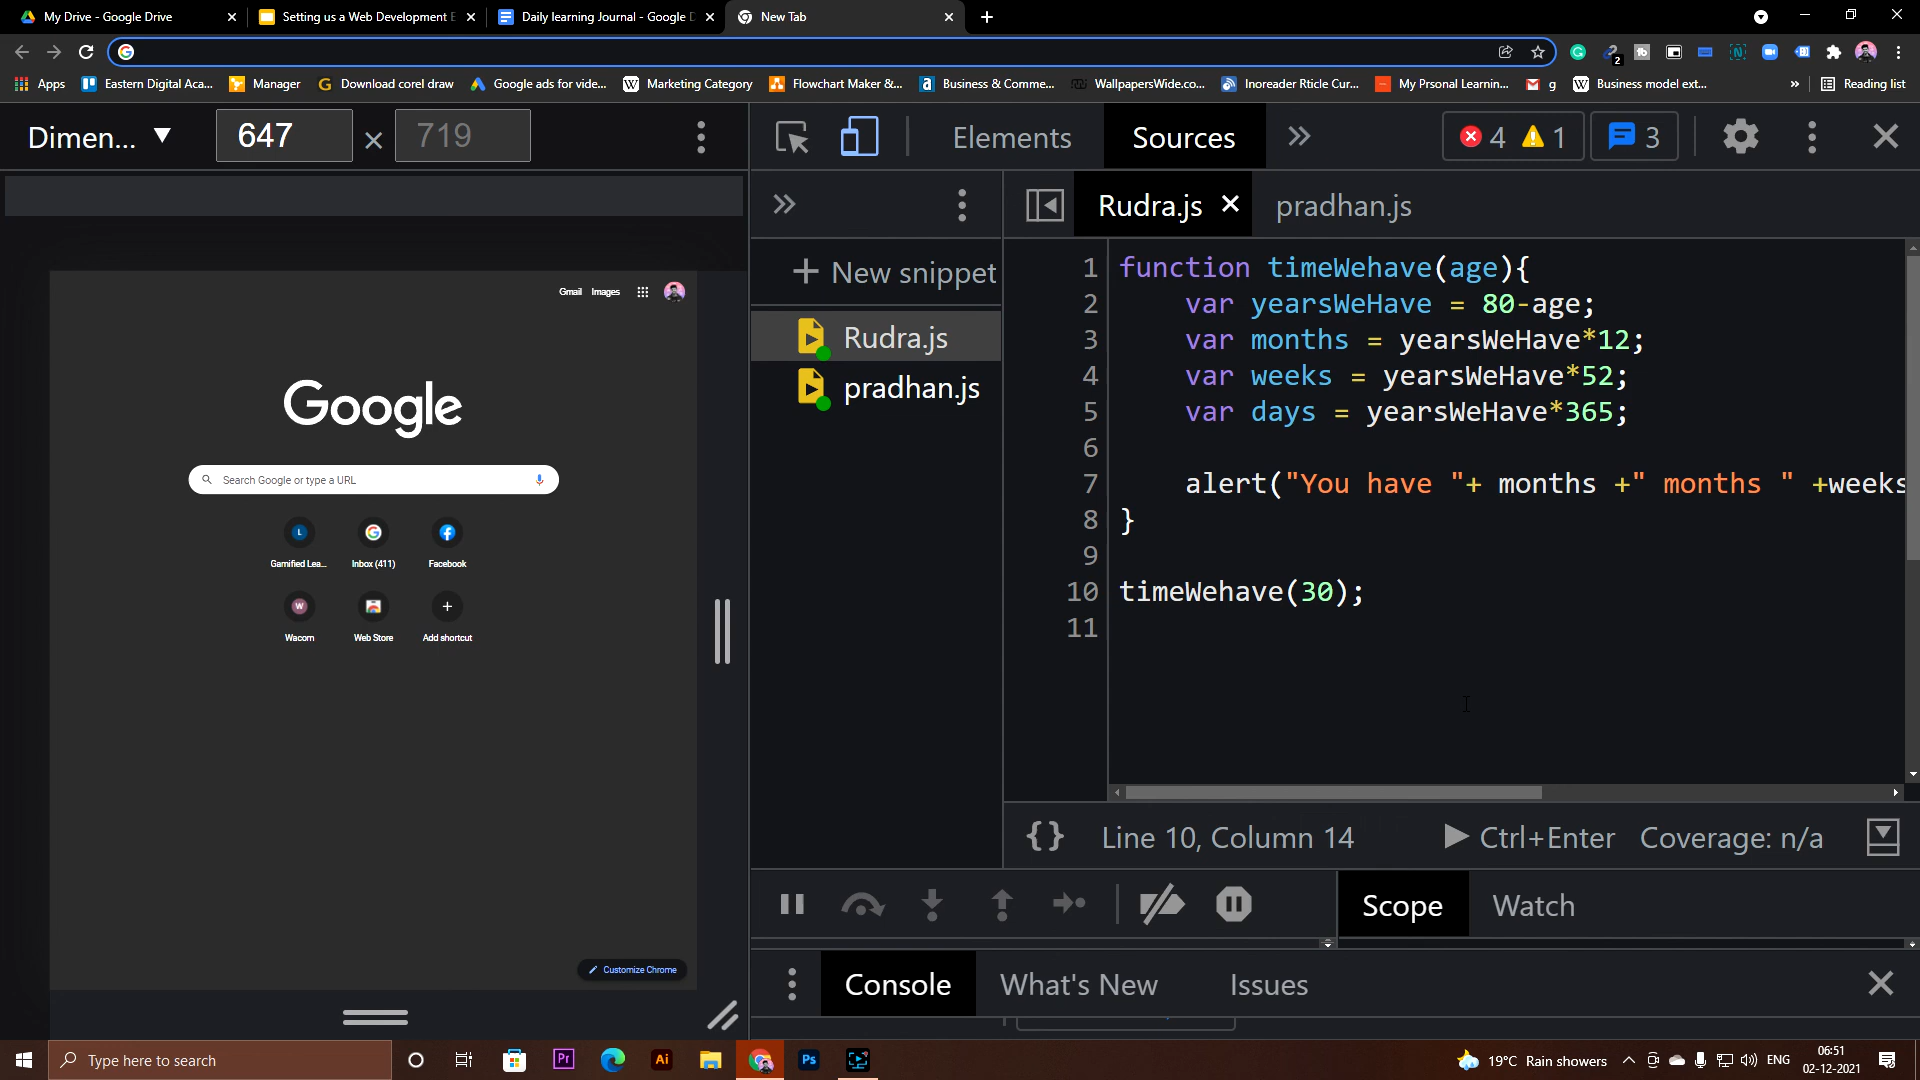 My Drive - Google Drive
Setting us a Web Development E
Daily learning Journal - Google D
New Tab
Apps
Eastern Digital Aca...
Manager
Download corel draw
Google ads for vide...
Marketing Category
Flowchart Maker &...
Business & Comme...
WallpapersWide.co...
Inoreader Rticle Cur...
My Prsonal Learnin...
g
Business model ext...
Reading list
Dimen... 647 × 719
Elements Sources 4 1 3
Rudra.js pradhan.js
+ New snippet
Rudra.js
pradhan.js
1 function timeWehave(age){
2 var yearsWeHave = 80-age;
3 var months = yearsWeHave*12;
4 var weeks = yearsWeHave*52;
5 var days = yearsWeHave*365;
6
7 alert("You have "+ months +" months " +weeks
8 }
9
10 timeWehave(30);
11
{} Line 10, Column 14 Ctrl+Enter Coverage: n/a
Scope Watch
Console What's New Issues
Gmail Images
Google
Search Google or type a URL
L
Gamified Lea... Inbox (411) Facebook
W
Wacom Web Store Add shortcut
Customize Chrome
Type here to search
Pr
Ai
Ps
19°C Rain showers
ENG
06:51
02-12-2021